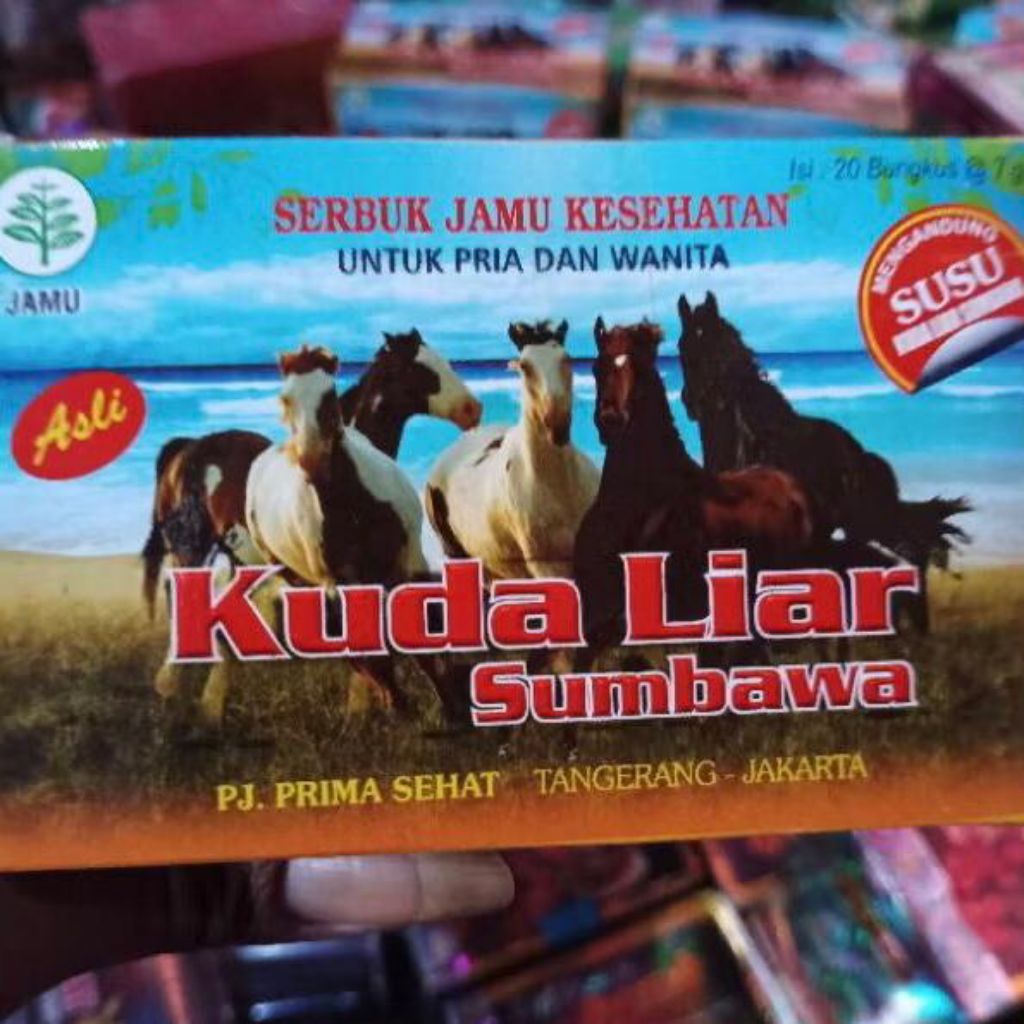 Isi : 20 Bungkus @ 7 g
SERBUK JAMU KESEHATAN
UNTUK PRIA DAN WANITA
JAMU
MENGANDUNG
SUSU
Asli
Kuda Liar
Sumbawa
PJ. PRIMA SEHAT TANGERANG - JAKARTA